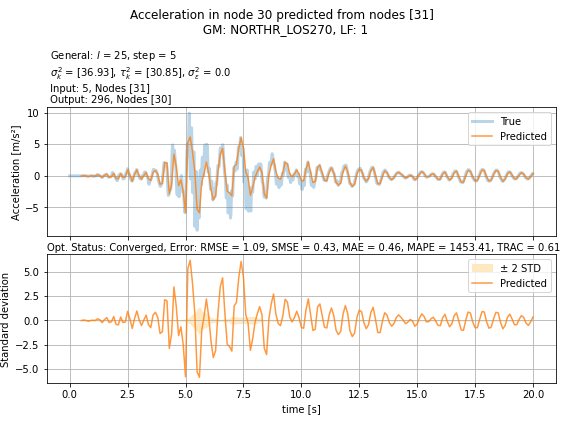 Acceleration in node 30 predicted from nodes [31]
GM: NORTHR_LOS270, LF: 1
General: l = 25, step = 5
σ²ₖ = [36.93], τ²ₖ = [30.85], σ²_ε = 0.0
Input: 5, Nodes [31]
Output: 296, Nodes [30]
Acceleration [m/s²]
10
5
0
−5
True
Predicted
Opt. Status: Converged, Error: RMSE = 1.09, SMSE = 0.43, MAE = 0.46, MAPE = 1453.41, TRAC = 0.61
Standard deviation
5.0
2.5
0.0
−2.5
−5.0
± 2 STD
Predicted
0.0 2.5 5.0 7.5 10.0 12.5 15.0 17.5 20.0
time [s]